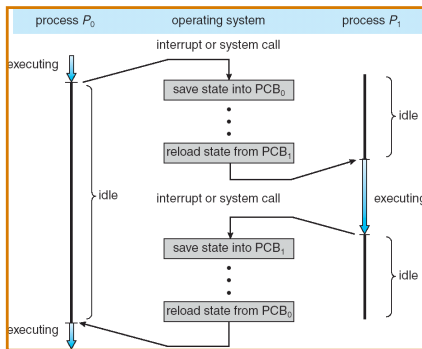 process P₀ operating system process P₁
interrupt or system call
executing
save state into PCB₀
idle
reload state from PCB₁
idle
interrupt or system call
executing
save state into PCB₁
idle
reload state from PCB₀
executing